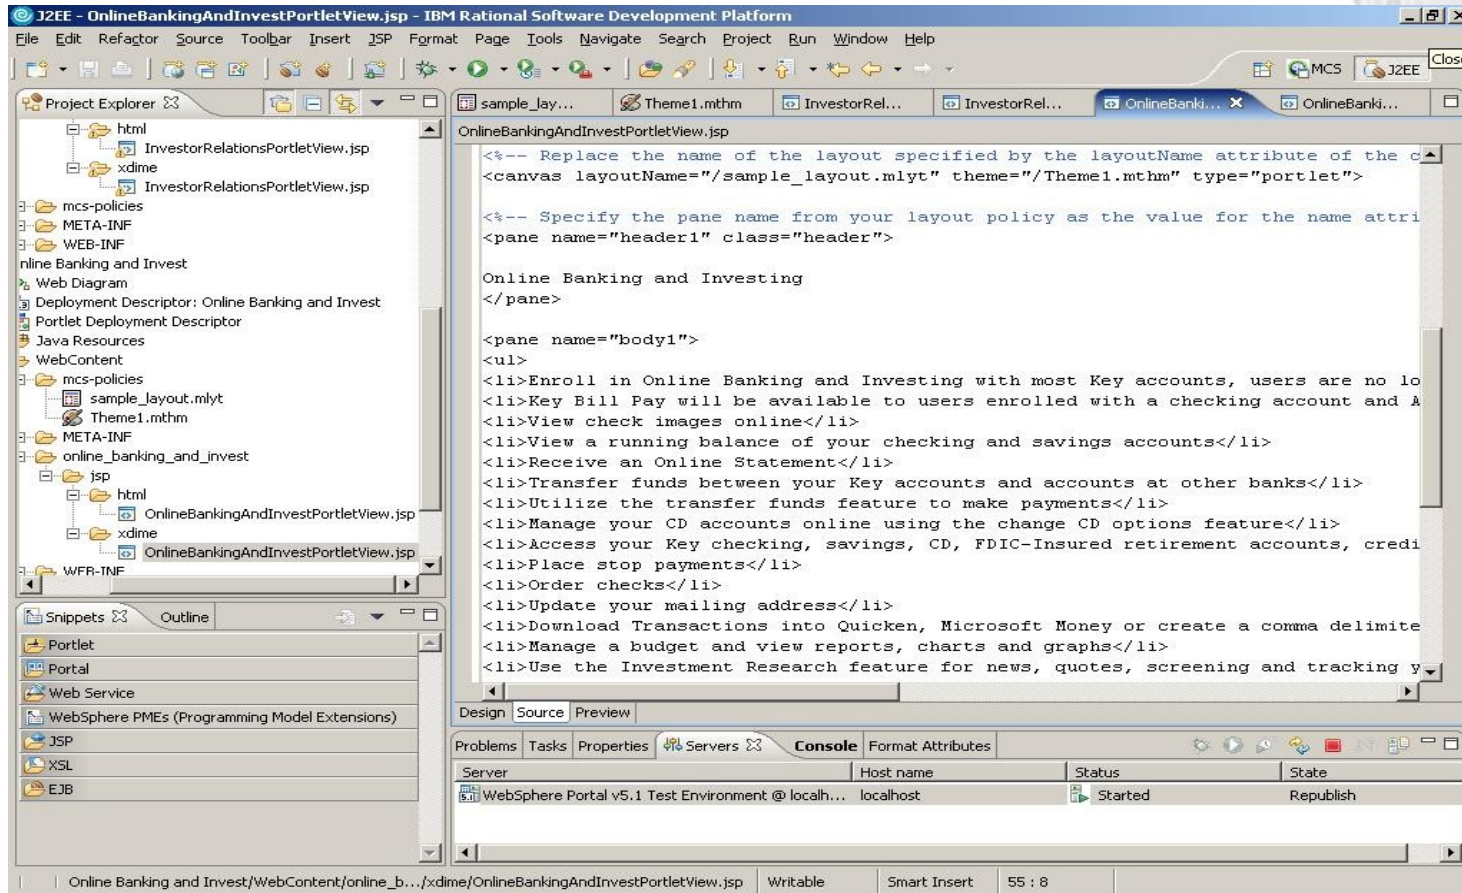 J2EE - OnlineBankingAndInvestPortletView.jsp - IBM Rational Software Development Platform
File Edit Refactor Source Toolbar Insert JSP Format Page Tools Navigate Search Project Run Window Help
MCS J2EE Close
Project Explorer
sample_lay... Theme1.mthm InvestorRel... InvestorRel... OnlineBanki... OnlineBanki...
html
InvestorRelationsPortletView.jsp
xdime
InvestorRelationsPortletView.jsp
mcs-policies
META-INF
WEB-INF
nline Banking and Invest
Web Diagram
Deployment Descriptor: Online Banking and Invest
Portlet Deployment Descriptor
Java Resources
WebContent
mcs-policies
sample_layout.mlyt
Theme1.mthm
META-INF
online_banking_and_invest
jsp
html
OnlineBankingAndInvestPortletView.jsp
xdime
OnlineBankingAndInvestPortletView.jsp
WEB-INF
OnlineBankingAndInvestPortletView.jsp
<%-- Replace the name of the layout specified by the layoutName attribute of the c
<canvas layoutName="/sample_layout.mlyt" theme="/Theme1.mthm" type="portlet">
<%-- Specify the pane name from your layout policy as the value for the name attri
<pane name="header1" class="header">
Online Banking and Investing
</pane>
<pane name="body1">
<ul>
<li>Enroll in Online Banking and Investing with most Key accounts, users are no lo
<li>Key Bill Pay will be available to users enrolled with a checking account and A
<li>View check images online</li>
<li>View a running balance of your checking and savings accounts</li>
<li>Receive an Online Statement</li>
<li>Transfer funds between your Key accounts and accounts at other banks</li>
<li>Utilize the transfer funds feature to make payments</li>
<li>Manage your CD accounts online using the change CD options feature</li>
<li>Access your Key checking, savings, CD, FDIC-Insured retirement accounts, credi
<li>Place stop payments</li>
<li>Order checks</li>
<li>Update your mailing address</li>
<li>Download Transactions into Quicken, Microsoft Money or create a comma delimite
<li>Manage a budget and view reports, charts and graphs</li>
<li>Use the Investment Research feature for news, quotes, screening and tracking y
Design Source Preview
Snippets Outline
Portlet
Portal
Web Service
WebSphere PMEs (Programming Model Extensions)
JSP
XSL
EJB
Problems Tasks Properties Servers Console Format Attributes
Server Host name Status State
WebSphere Portal v5.1 Test Environment @ localh... localhost Started Republish
Online Banking and Invest/WebContent/online_b.../xdime/OnlineBankingAndInvestPortletView.jsp Writable Smart Insert 55 : 8